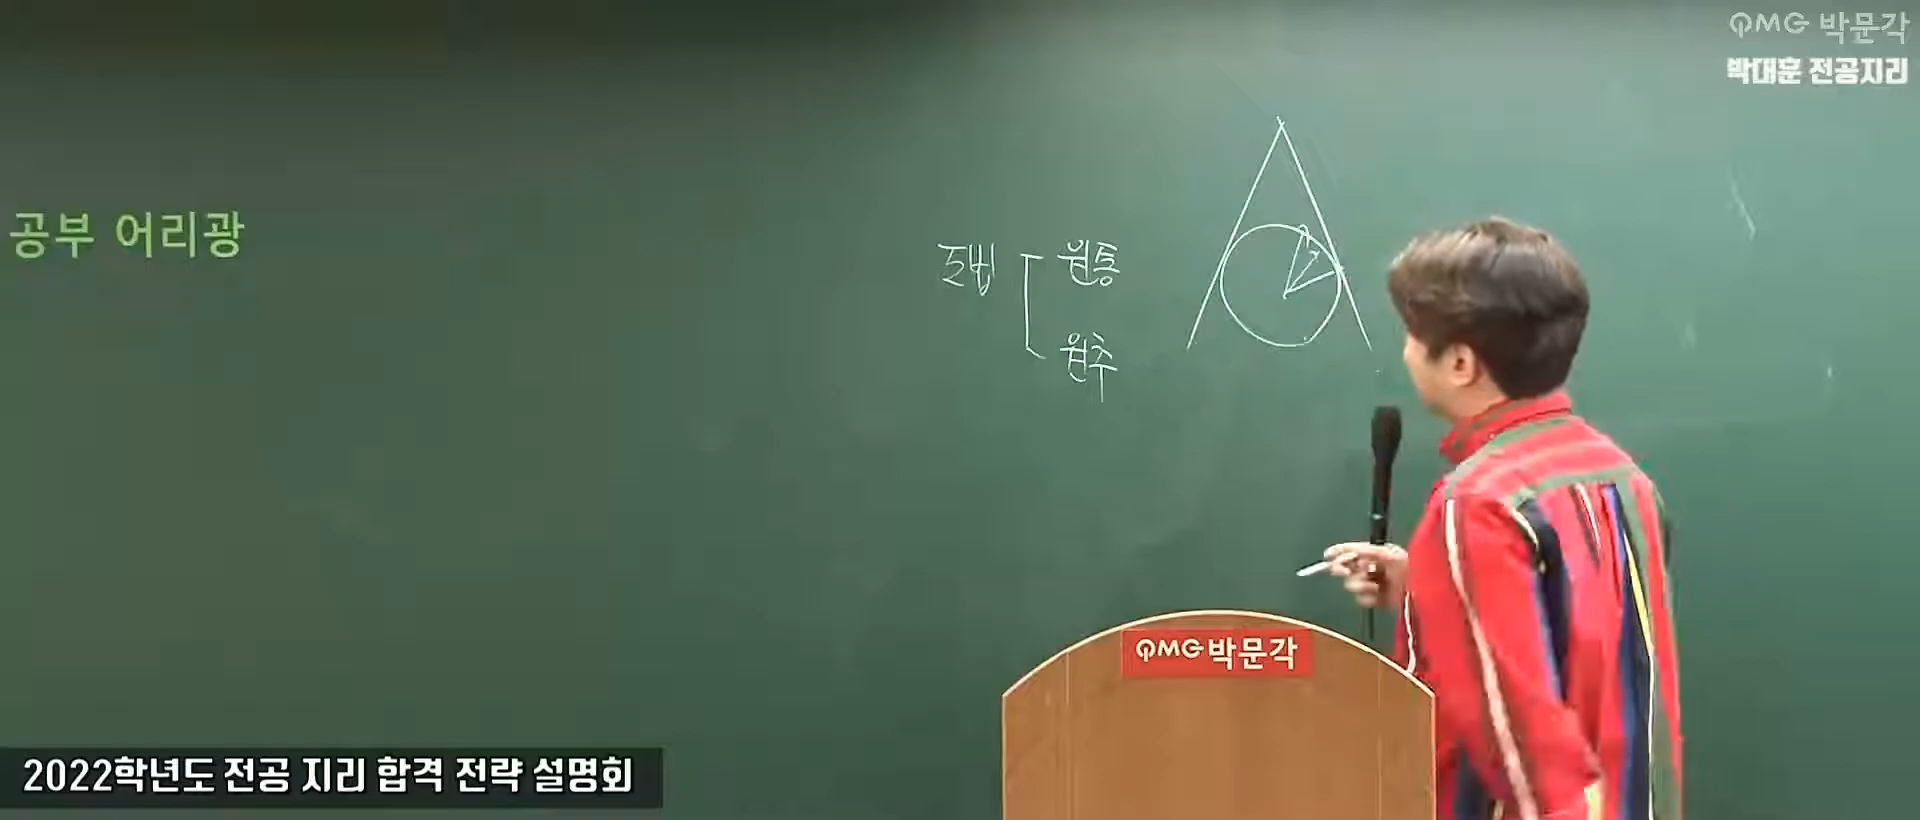 PMG 박문각
박대훈 전공지리
공부 어리광
도법
원통
원추
PMG 박문각
2022학년도 전공 지리 합격 전략 설명회